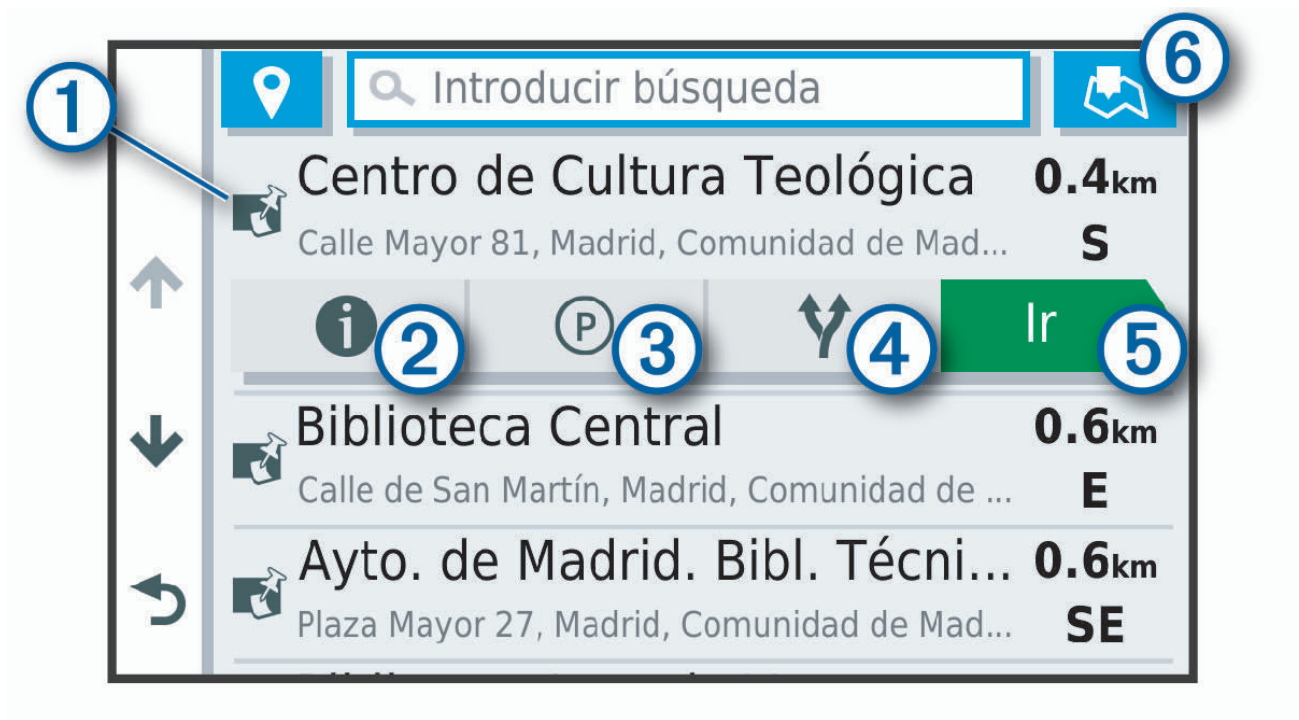 6
1
Introducir búsqueda
Centro de Cultura Teológica 0.4km
Calle Mayor 81, Madrid, Comunidad de Mad... S
i 2 P 3 4 Ir 5
Biblioteca Central 0.6km
Calle de San Martín, Madrid, Comunidad de ... E
Ayto. de Madrid. Bibl. Técni... 0.6km
Plaza Mayor 27, Madrid, Comunidad de Mad... SE